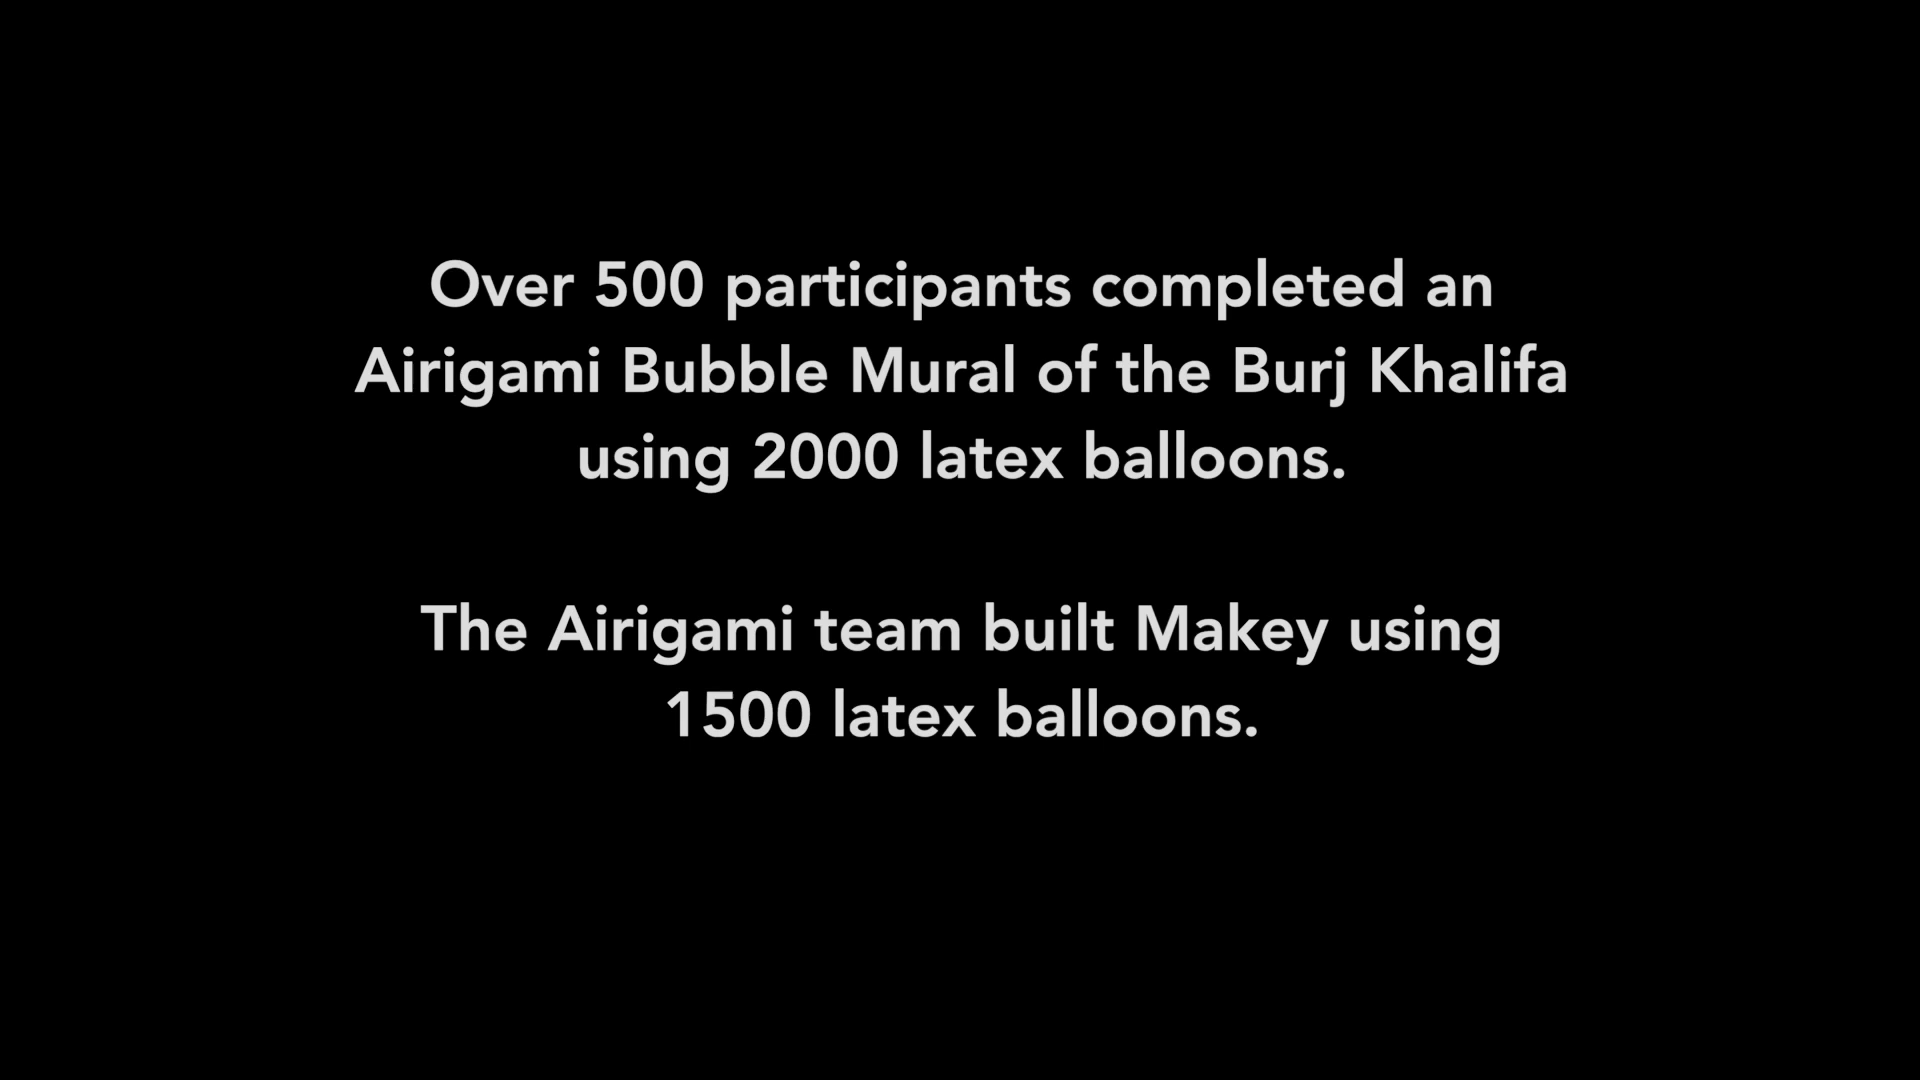 Over 500 participants completed an
Airigami Bubble Mural of the Burj Khalifa
using 2000 latex balloons.
The Airigami team built Makey using
1500 latex balloons.